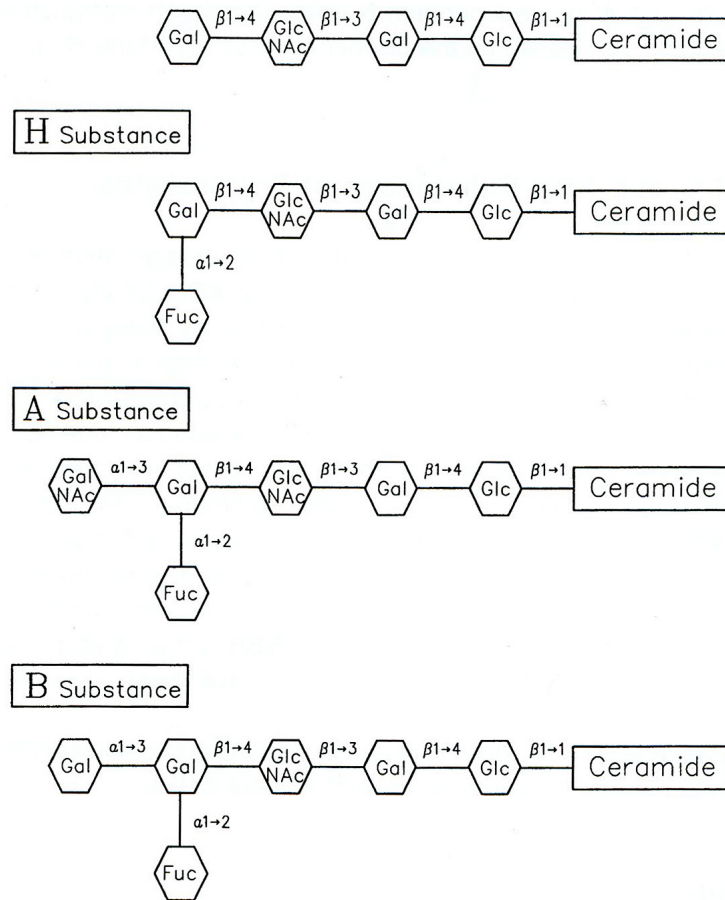 β1→4 β1→3 β1→4 β1→1
Gal Glc NAc Gal Glc Ceramide
H Substance
β1→4 β1→3 β1→4 β1→1
Gal Glc NAc Gal Glc Ceramide
α1→2
Fuc
A Substance
α1→3 β1→4 β1→3 β1→4 β1→1
Gal NAc Gal Glc NAc Gal Glc Ceramide
α1→2
Fuc
B Substance
α1→3 β1→4 β1→3 β1→4 β1→1
Gal Gal Glc NAc Gal Glc Ceramide
α1→2
Fuc